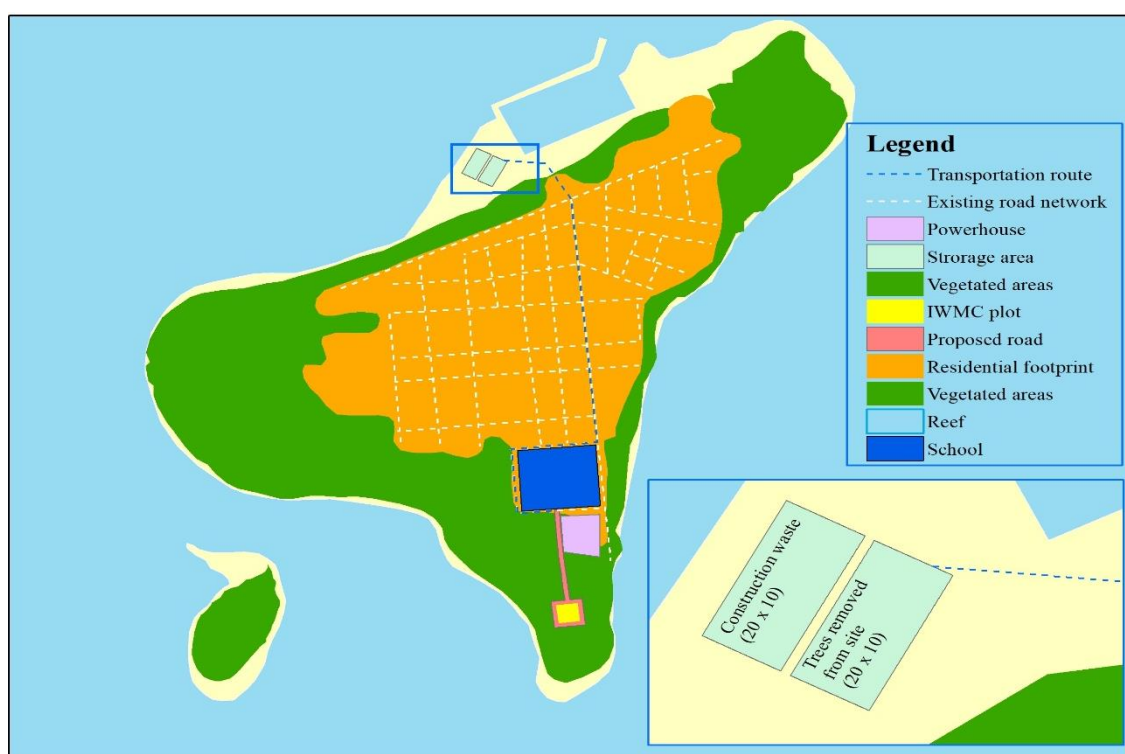 Legend
Transportation route
Existing road network
Powerhouse
Strorage area
Vegetated areas
IWMC plot
Proposed road
Residential footprint
Vegetated areas
Reef
School
Construction waste
(20 x 10)
Trees removed
from site
(20 x 10)